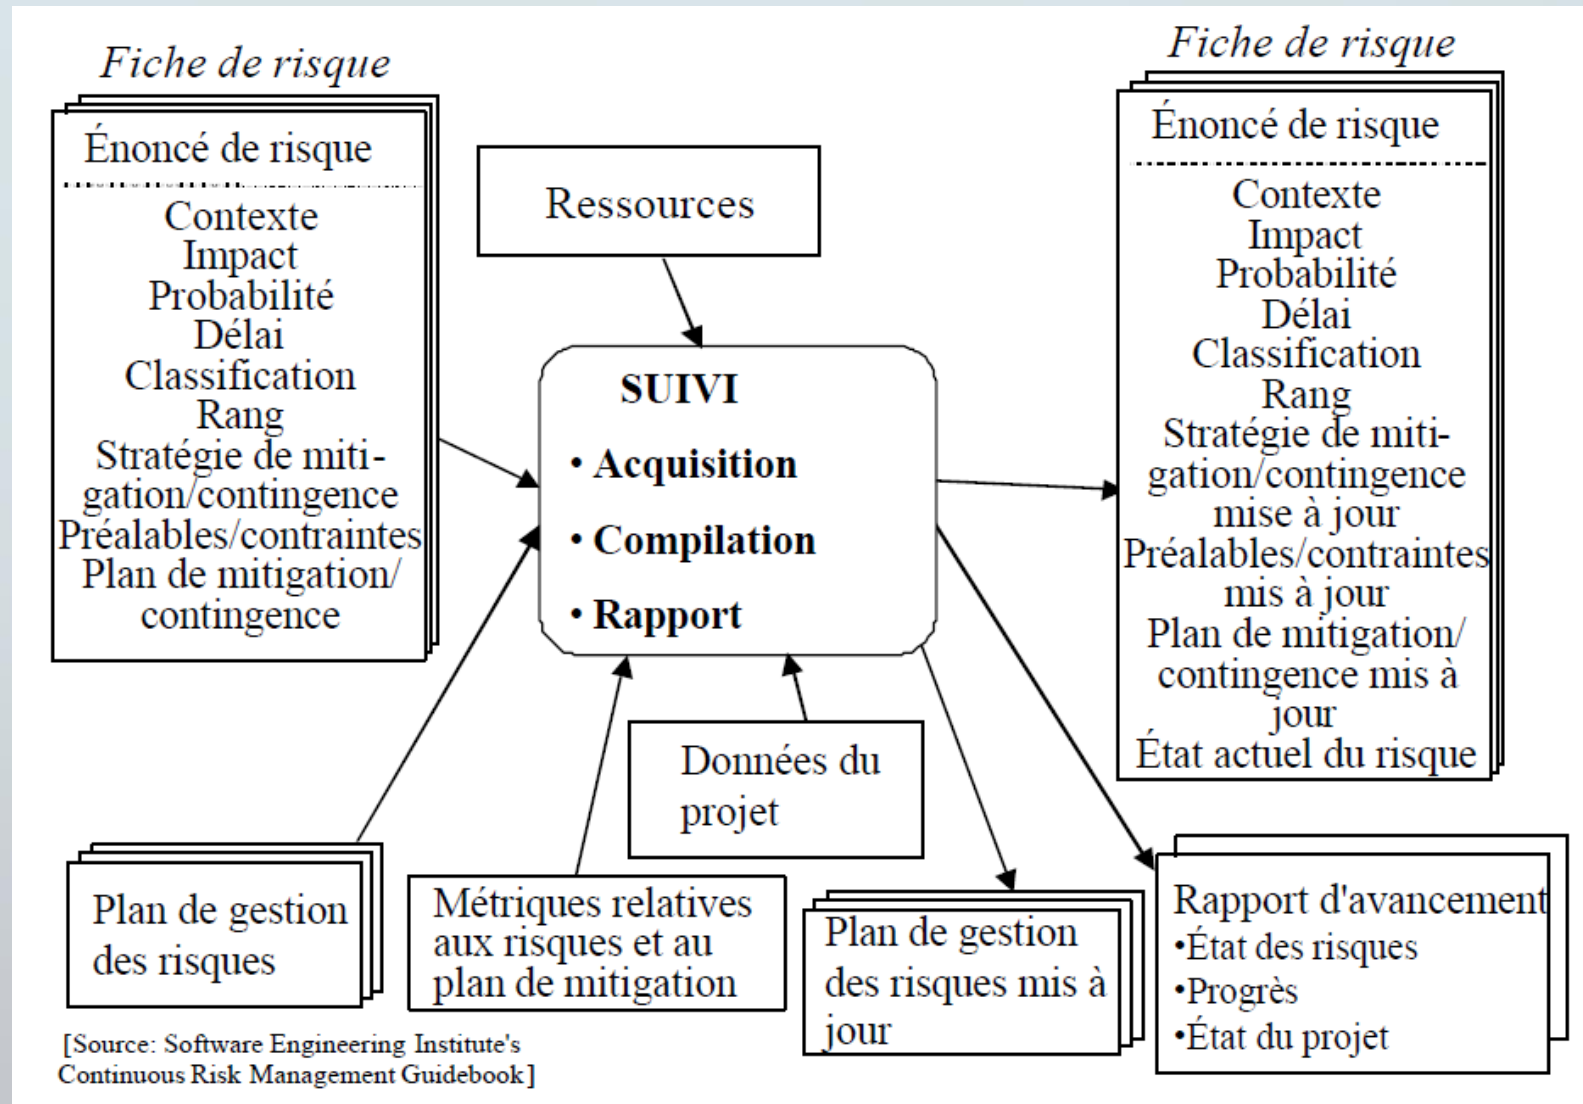 Fiche de risque
Énoncé de risque
Contexte
Impact
Probabilité
Délai
Classification
Rang
Stratégie de miti-
gation/contingence
Préalables/contraintes
Plan de mitigation/
contingence
Ressources
SUIVI
• Acquisition
• Compilation
• Rapport
Fiche de risque
Énoncé de risque
Contexte
Impact
Probabilité
Délai
Classification
Rang
Stratégie de miti-
gation/contingence
mise à jour
Préalables/contraintes
mis à jour
Plan de mitigation/
contingence mis à
jour
État actuel du risque
Données du
projet
Plan de gestion
des risques
Métriques relatives
aux risques et au
plan de mitigation
Plan de gestion
des risques mis à
jour
Rapport d'avancement
•État des risques
•Progrès
•État du projet
[Source: Software Engineering Institute's
Continuous Risk Management Guidebook]